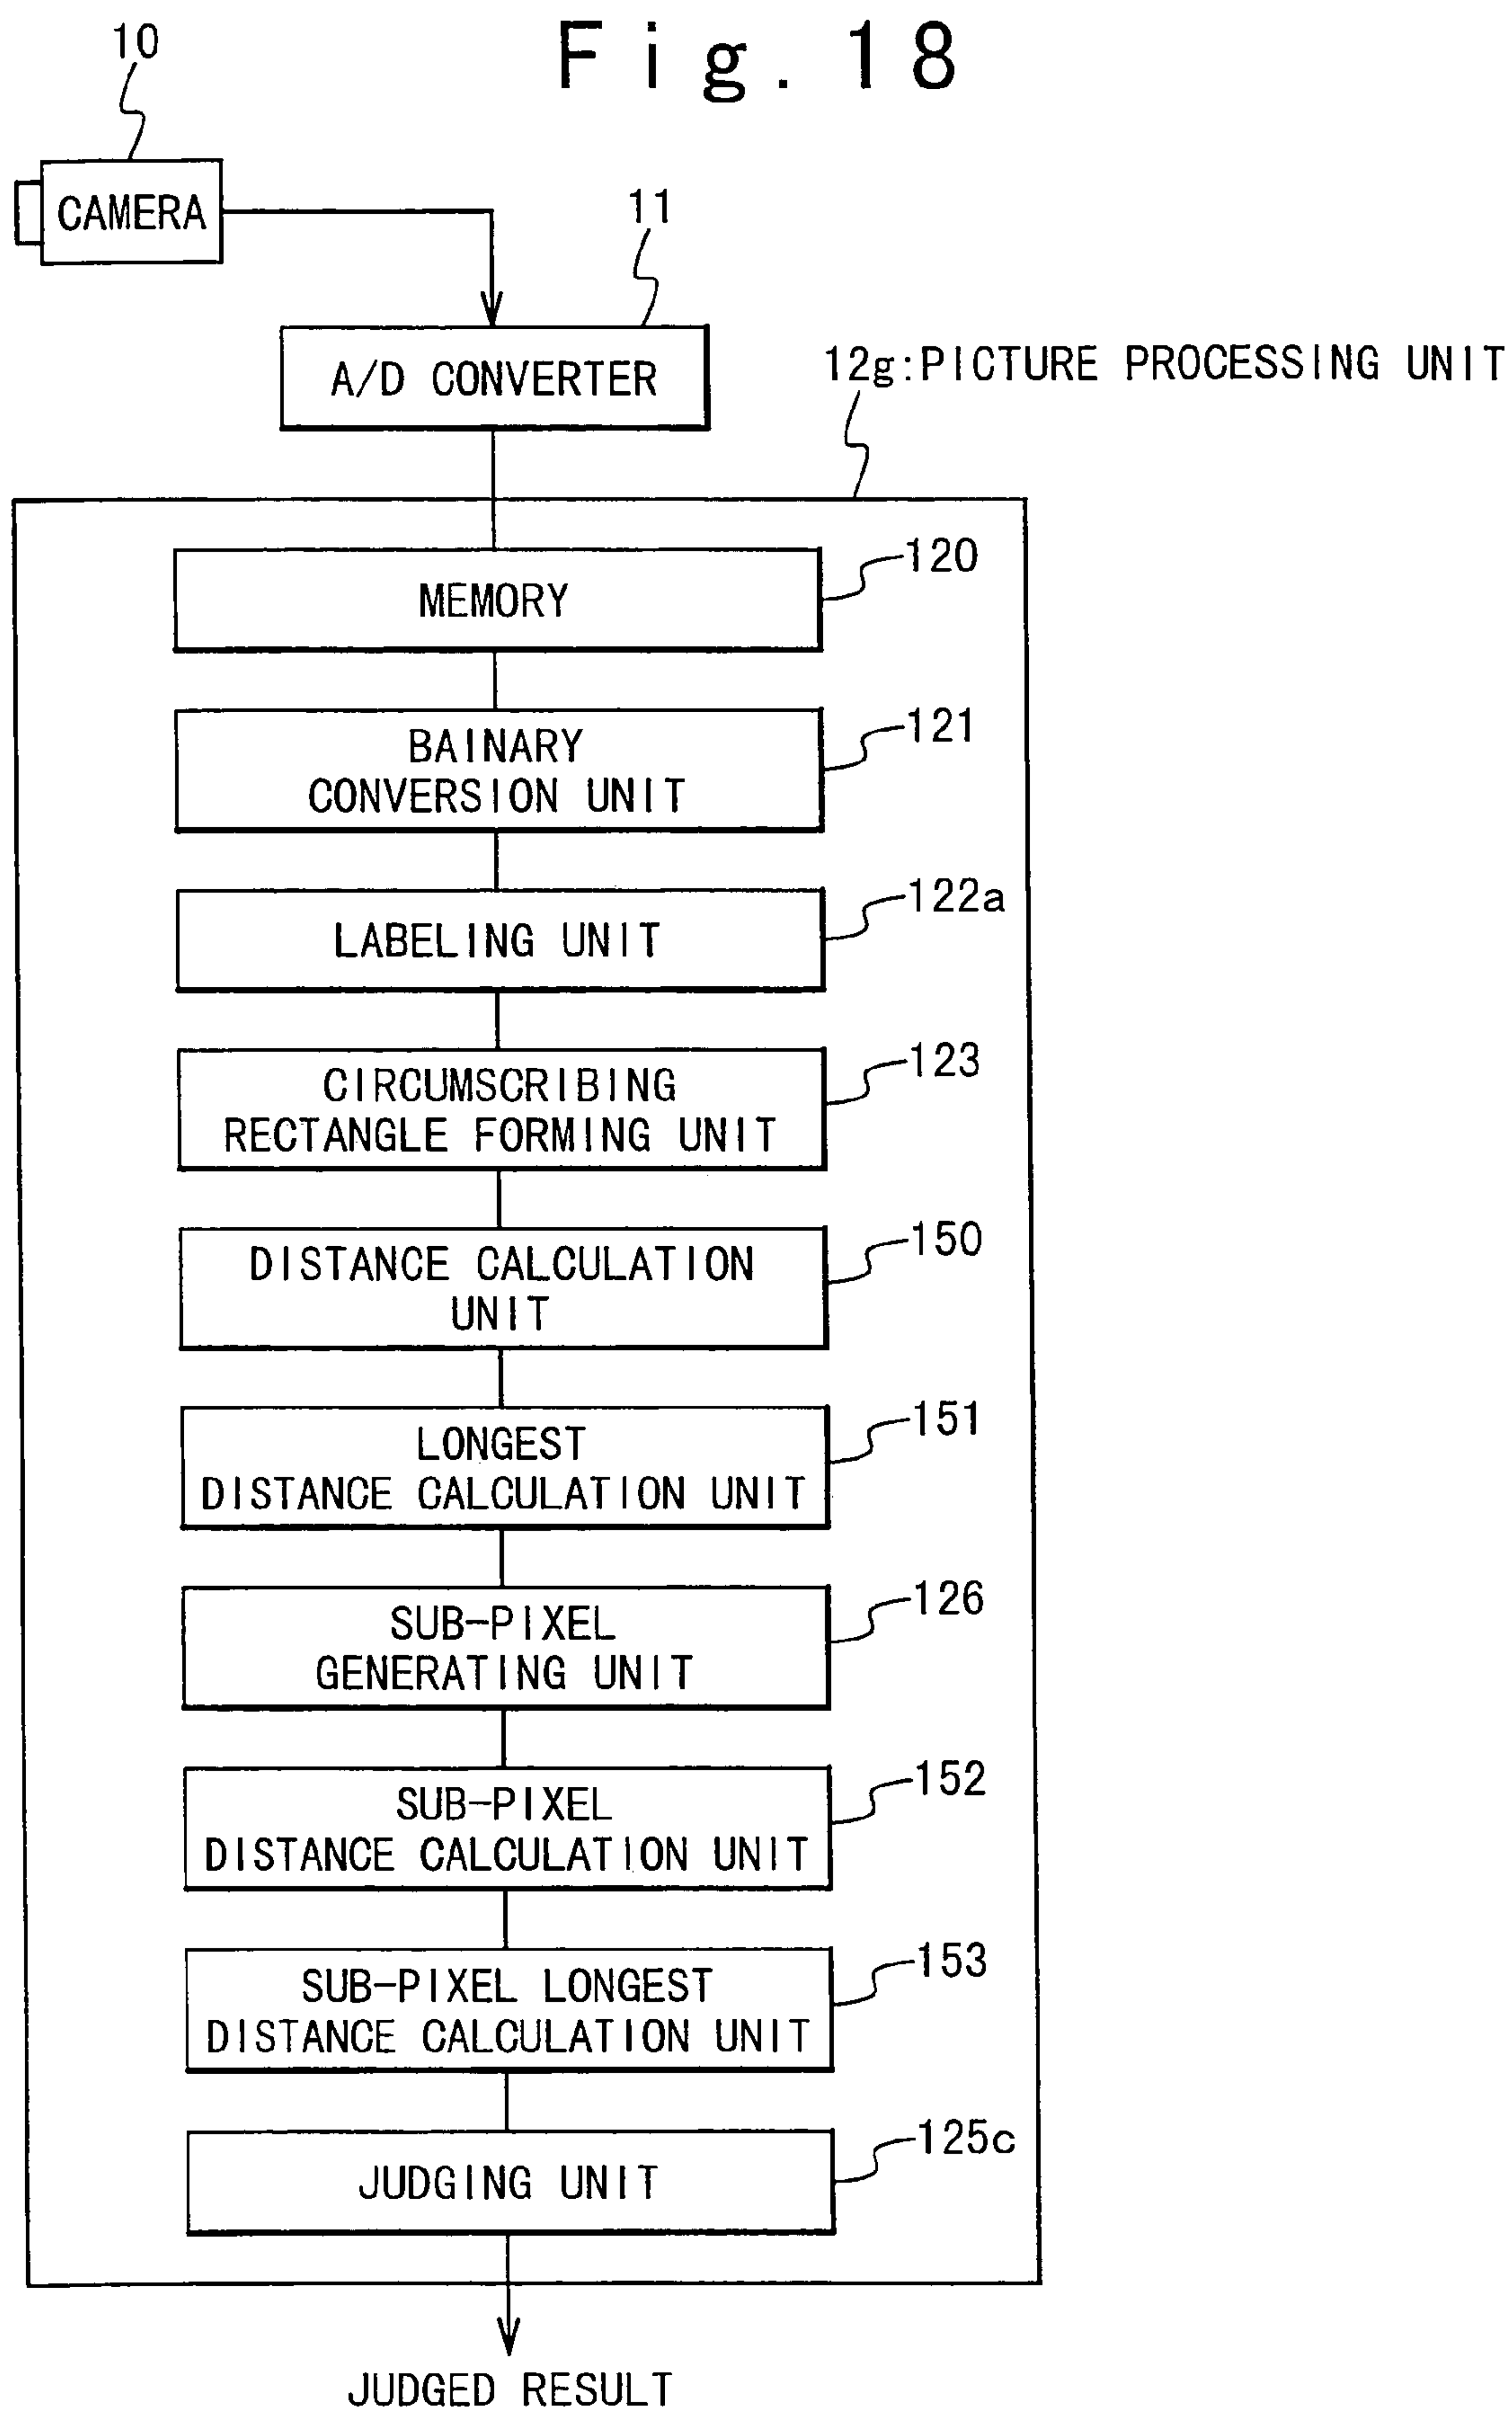 Fig. 18
10
CAMERA
11
A/D CONVERTER
12g:PICTURE PROCESSING UNIT
MEMORY
120
BAINARY
CONVERSION UNIT
121
LABELING UNIT
122a
CIRCUMSCRIBING
RECTANGLE FORMING UNIT
123
DISTANCE CALCULATION
UNIT
150
LONGEST
DISTANCE CALCULATION UNIT
151
SUB-PIXEL
GENERATING UNIT
126
SUB-PIXEL
DISTANCE CALCULATION UNIT
152
SUB-PIXEL LONGEST
DISTANCE CALCULATION UNIT
153
JUDGING UNIT
125c
JUDGED RESULT